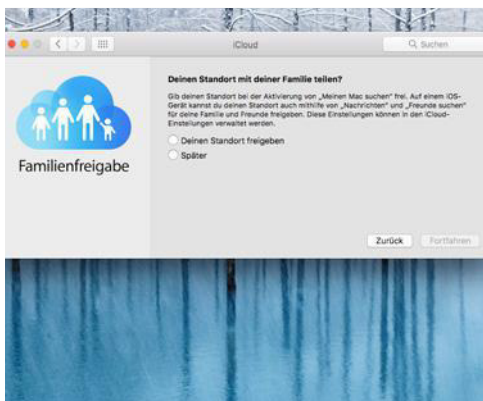 iCloud
Suchen
Deinen Standort mit deiner Familie teilen?
Gib deinen Standort bei der Aktivierung von „Meinen Mac suchen“ frei. Auf einem iOS-
Gerät kannst du deinen Standort auch mithilfe von „Nachrichten“ und „Freunde suchen“
für deine Familie und Freunde freigeben. Diese Einstellungen können in den iCloud-
Einstellungen verwaltet werden.
Deinen Standort freigeben
Später
Familienfreigabe
Zurück
Fortfahren